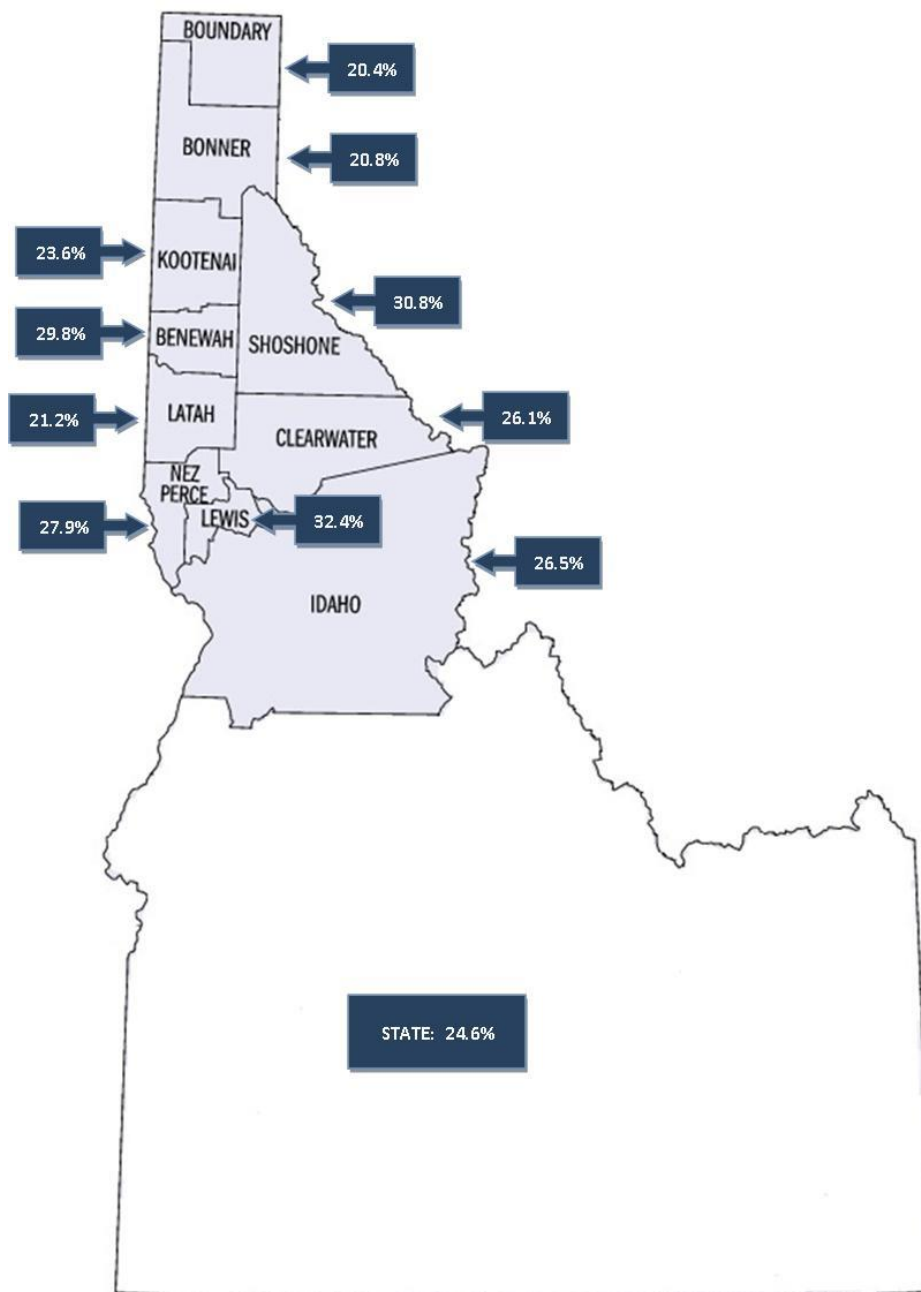 BOUNDARY
20.4%
BONNER
20.8%
23.6%
KOOTENAI
30.8%
29.8%
BENEWAH
SHOSHONE
21.2%
LATAH
26.1%
CLEARWATER
NEZ
PERCE
27.9%
LEWIS
32.4%
26.5%
IDAHO
STATE: 24.6%